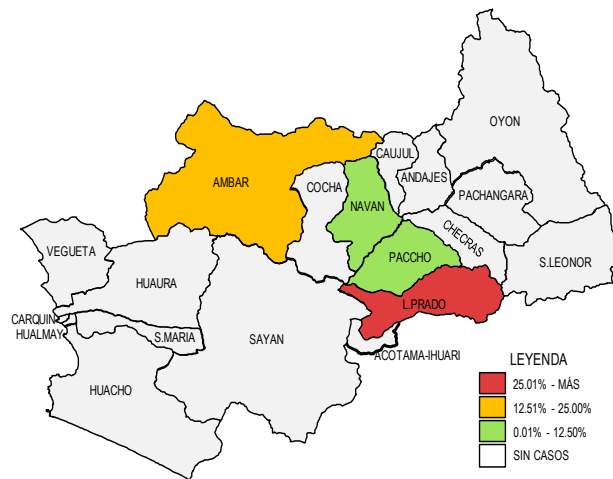 OYON
CAUJUL
ANDAJES
AMBAR
COCHA
NAVAN
PACHANGARA
CHECRAS
VEGUETA
PACCHO
S.LEONOR
HUAURA
L.PRADO
CARQUIN
HUALMAY
S.MARIA
SAYAN
ACOTAMA-IHUARI
HUACHO
LEYENDA
25.01% - MÁS
12.51% - 25.00%
0.01% - 12.50%
SIN CASOS